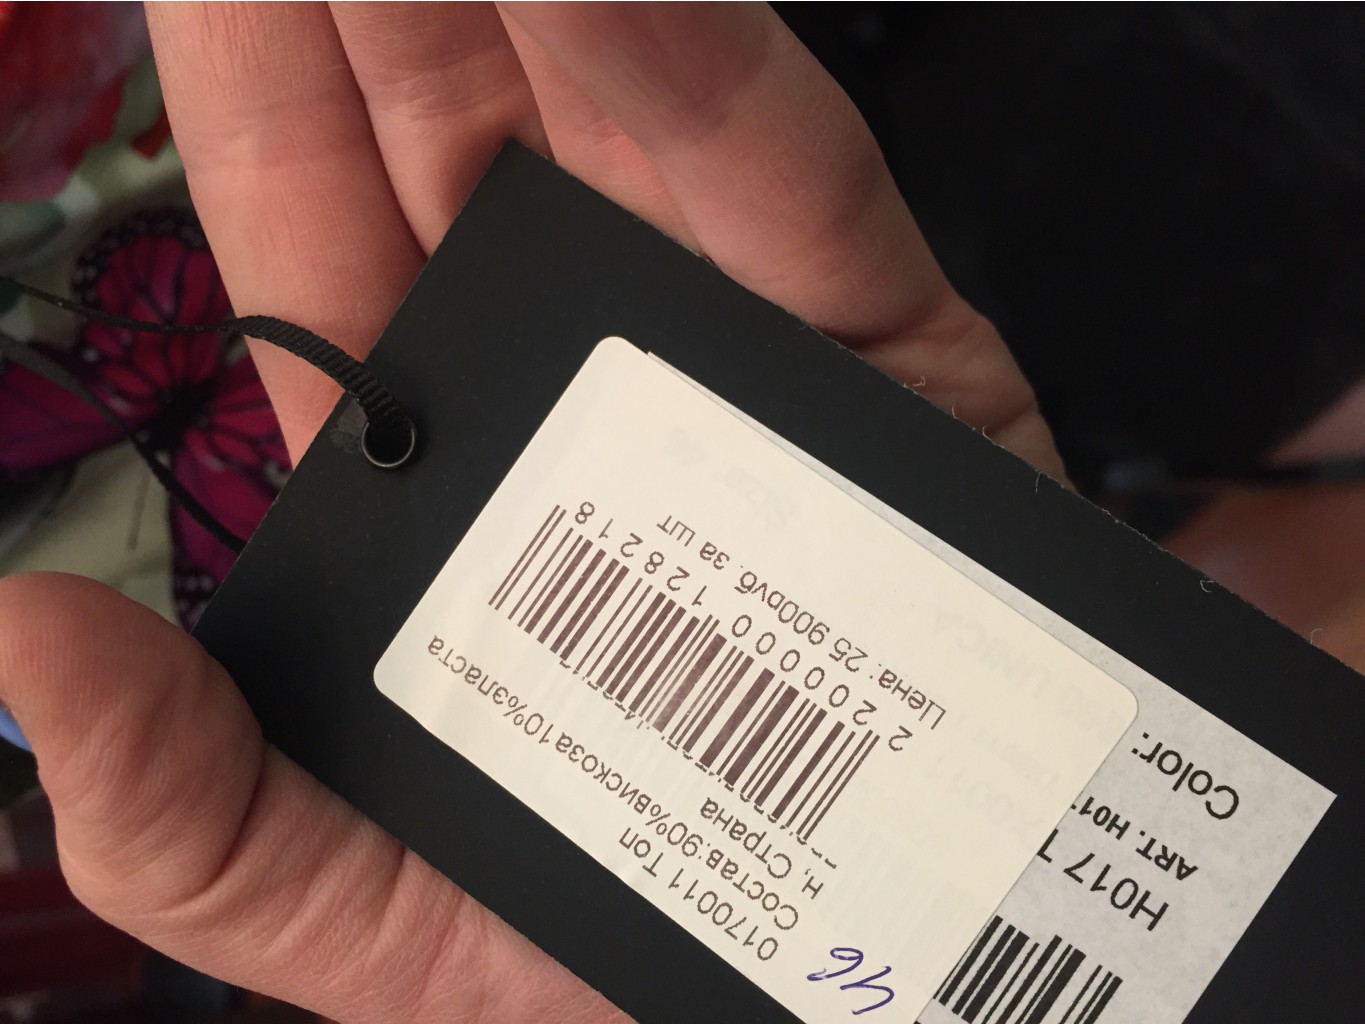 46
0170011 Топ
Состав:90%вискоза10%эласта
н, Страна
2 200000 128218
Цена: 25 900руб. за шт
H017
ART. H01
Color: